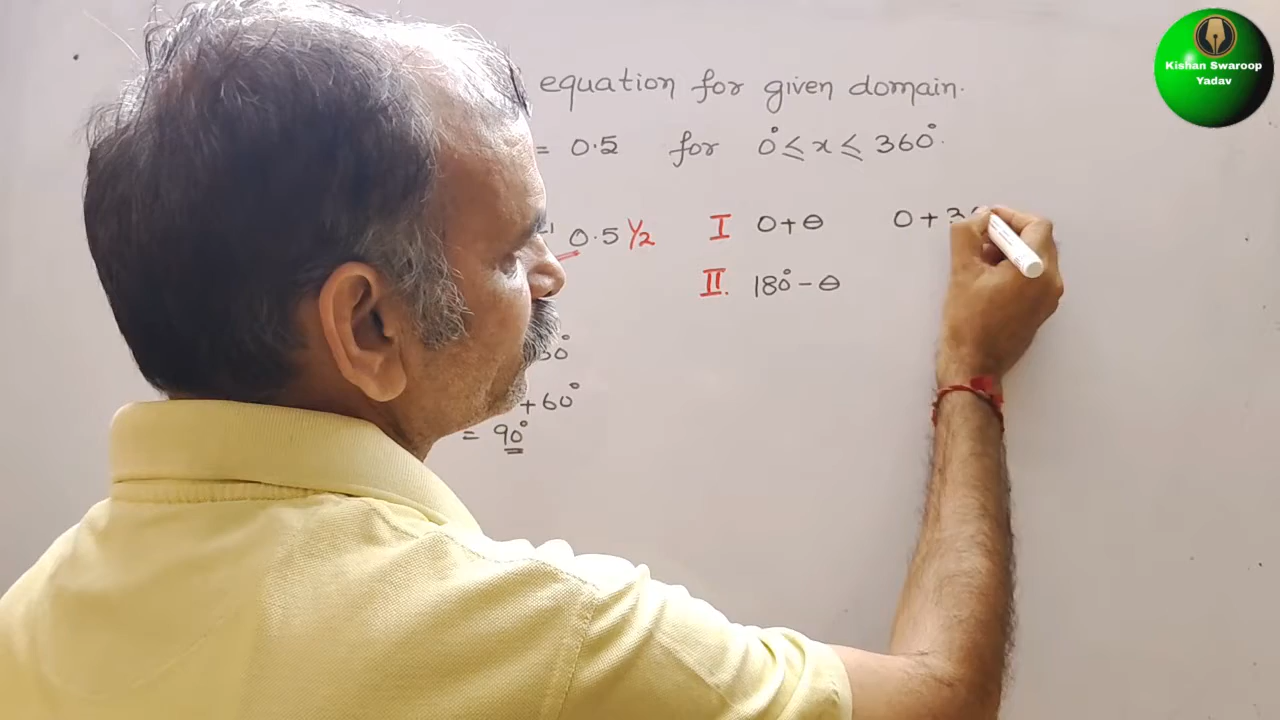 Kishan Swaroop
Yadav
equation for given domain.
= 0.5 for 0° ≤ x ≤ 360°.
0.5 1/2
I 0+θ 0+3
II. 180°-θ
30°
+60°
= 90°